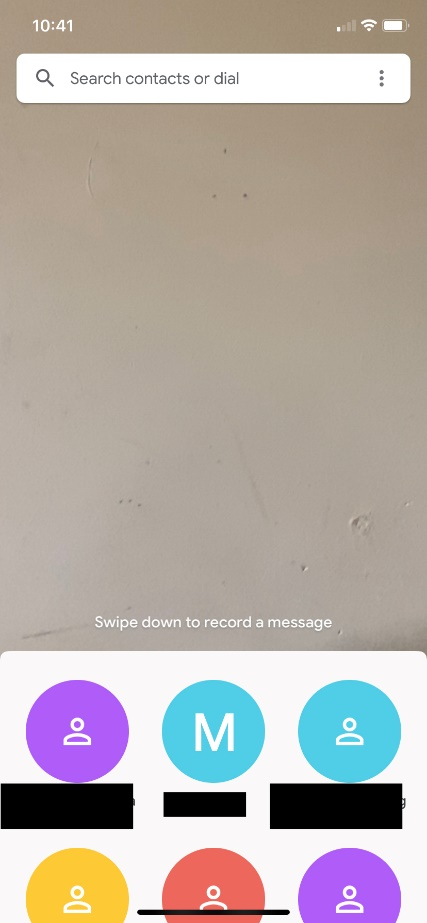 10:41
Search contacts or dial
Swipe down to record a message
M